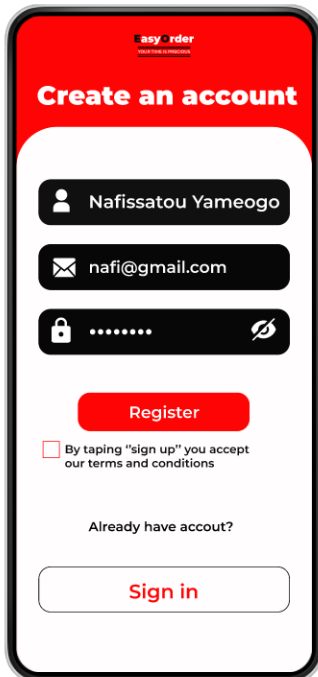 EasyOrder
YOUR TIME IS PRECIOUS
Create an account
Nafissatou Yameogo
nafi@gmail.com
••••••••
Register
By taping "sign up" you accept
our terms and conditions
Already have accout?
Sign in